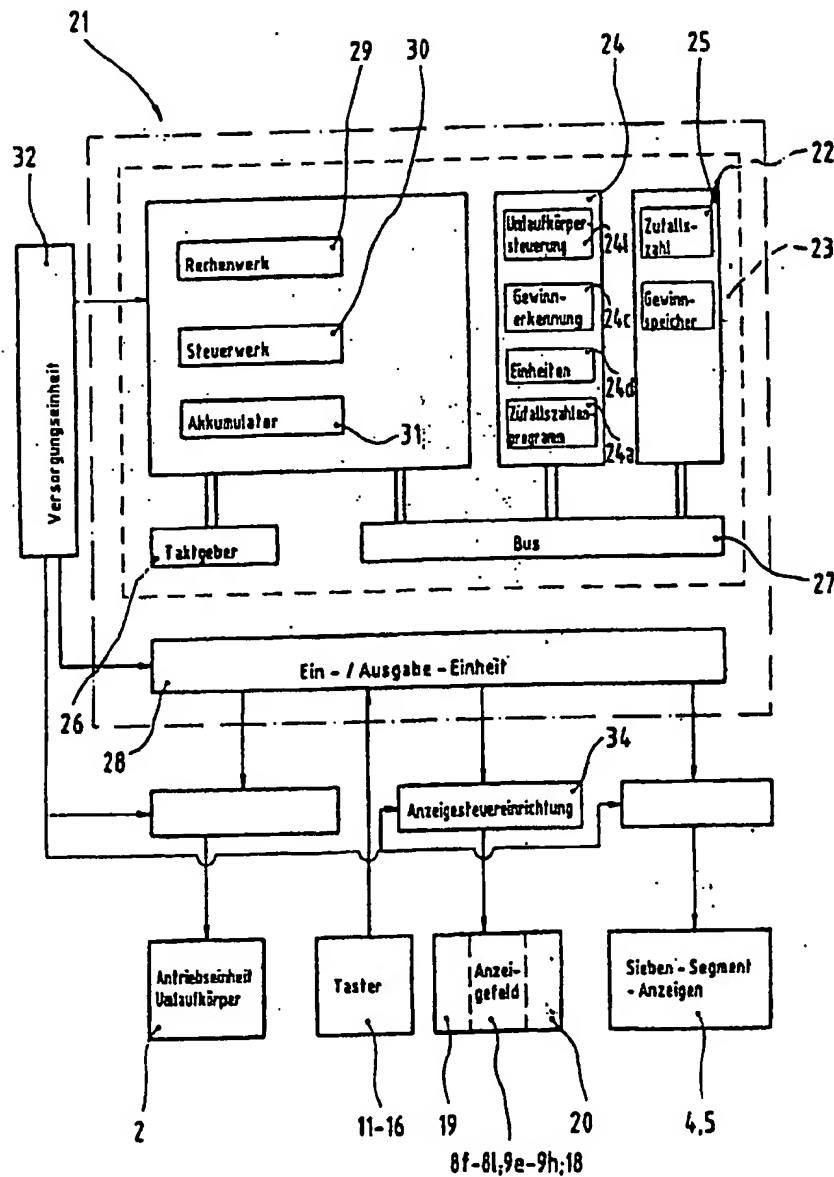 21
29
30
24
25
22
32
Rechenwerk
Umlaufkörper
steuerung
24l
Zufalls-
zahl
23
Gewinn-
erkennung
24c
Gewinn-
speicher
Steuerwerk
Einheiten
24d
Akkumulator
31
Zufallszahlen
programm
24a
Versorgungseinheit
Taktgeber
Bus
27
Ein- / Ausgabe - Einheit
26
28
34
Anzeigesteuereinrichtung
Antriebseinheit
Umlaufkörper
Taster
Anzei-
gefeld
Sieben - Segment
- Anzeigen
2
11-16
19
20
4,5
8f-8l;9e-9h;18